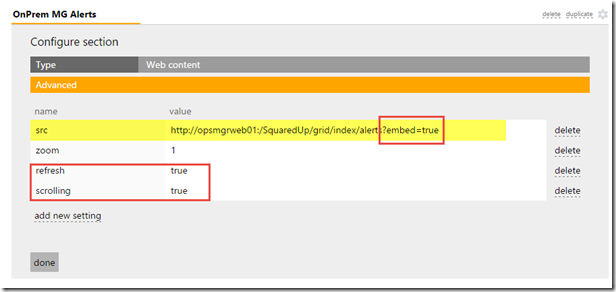 OnPrem MG Alerts delete duplicate
Configure section
Type Web content
Advanced
name value
src http://opsmgrweb01:/SquaredUp/grid/index/alerts?embed=true delete
zoom 1 delete
refresh true delete
scrolling true delete
add new setting
done